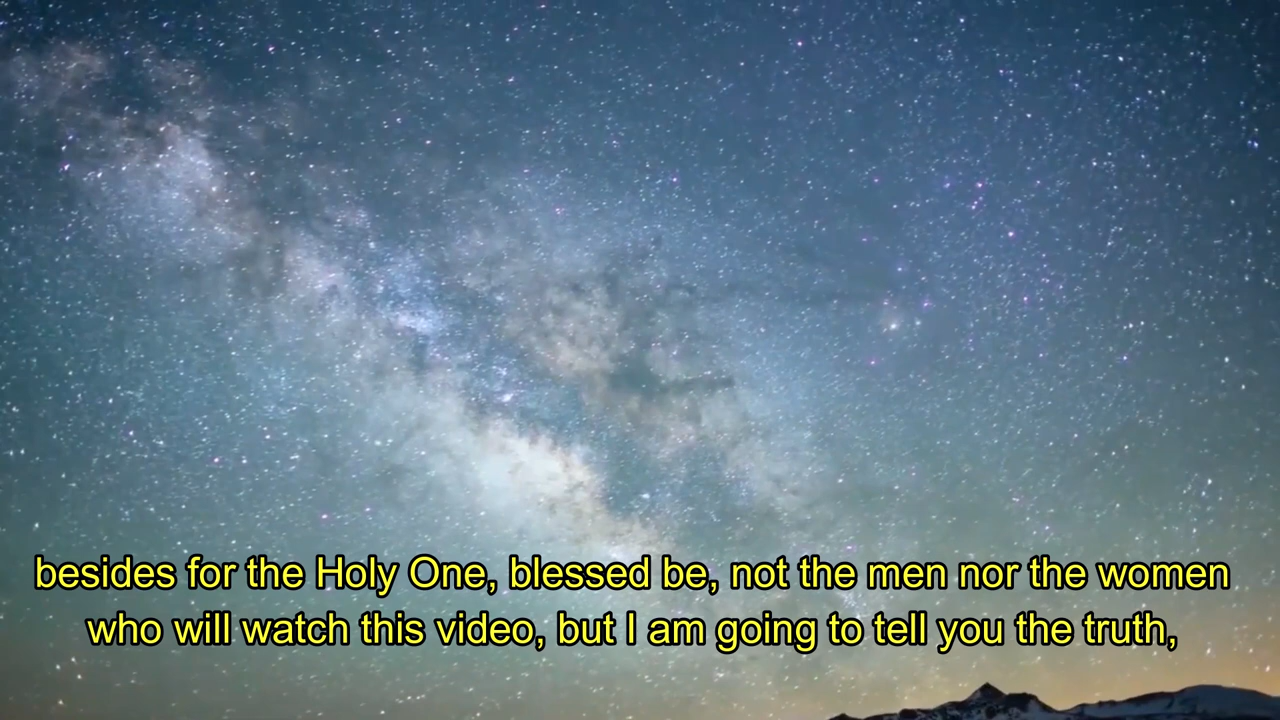 besides for the Holy One, blessed be, not the men nor the women
who will watch this video, but I am going to tell you the truth,